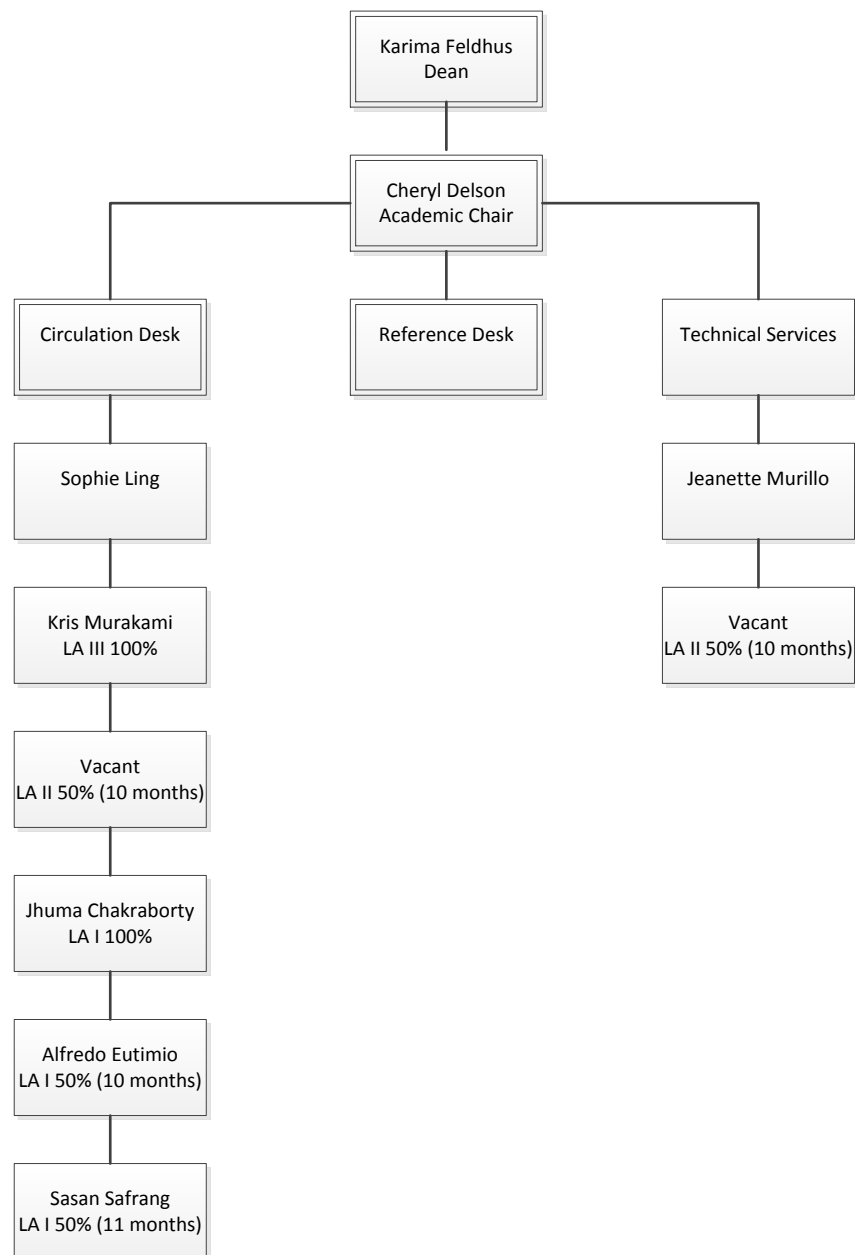 Karima Feldhus
Dean
Cheryl Delson
Academic Chair
Circulation Desk
Reference Desk
Technical Services
Sophie Ling
Jeanette Murillo
Kris Murakami
LA III 100%
Vacant
LA II 50% (10 months)
Vacant
LA II 50% (10 months)
Jhuma Chakraborty
LA I 100%
Alfredo Eutimio
LA I 50% (10 months)
Sasan Safrang
LA I 50% (11 months)